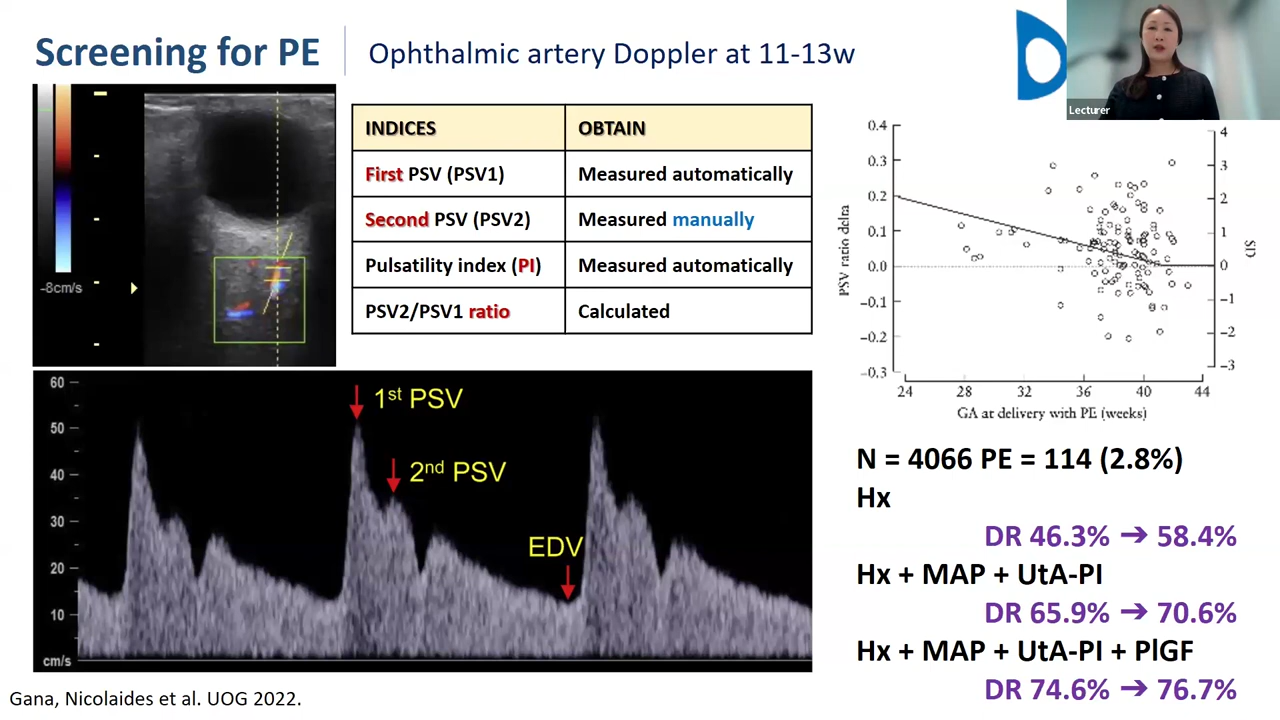 Screening for PE
Ophthalmic artery Doppler at 11-13w
D
Lecturer
-8cm/s
INDICES OBTAIN
First PSV (PSV1) Measured automatically
Second PSV (PSV2) Measured manually
Pulsatility index (PI) Measured automatically
PSV2/PSV1 ratio Calculated
0.4
0.3
0.2
0.1
0.0
−0.1
−0.2
−0.3
PSV ratio delta
4
3
2
1
0
−1
−2
−3
SD
24 28 32 36 40 44
GA at delivery with PE (weeks)
60
50
40
30
20
10
cm/s
1st PSV
2nd PSV
EDV
N = 4066 PE = 114 (2.8%)
Hx
DR 46.3% → 58.4%
Hx + MAP + UtA-PI
DR 65.9% → 70.6%
Hx + MAP + UtA-PI + PlGF
DR 74.6% → 76.7%
Gana, Nicolaides et al. UOG 2022.